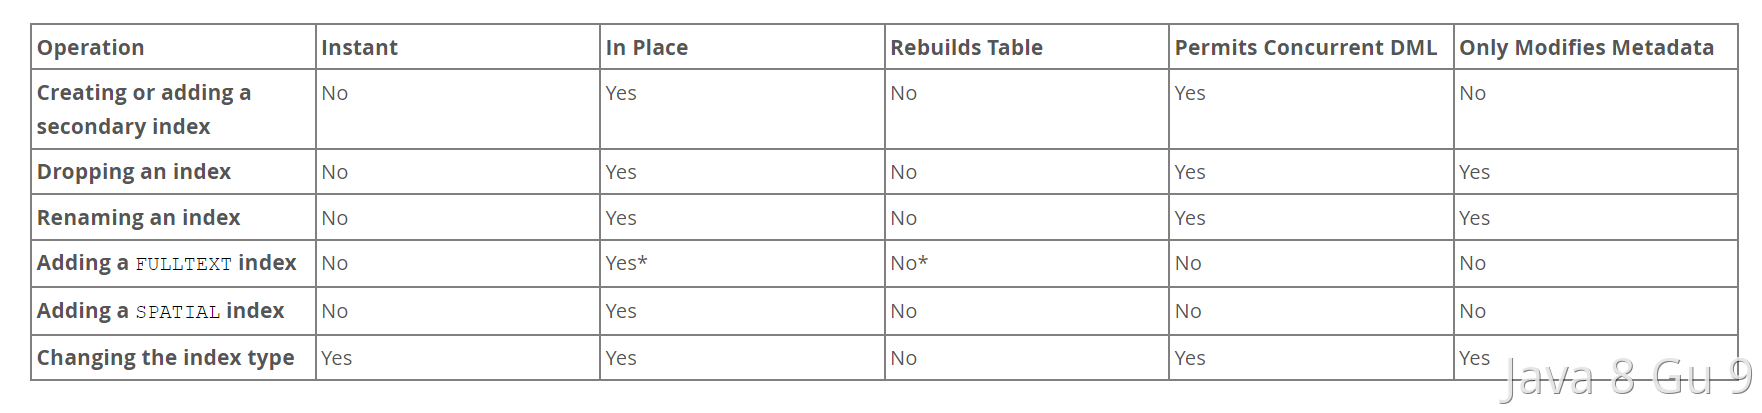 Operation Instant In Place Rebuilds Table Permits Concurrent DML Only Modifies Metadata
Creating or adding a No Yes No Yes No
secondary index
Dropping an index No Yes No Yes Yes
Renaming an index No Yes No Yes Yes
Adding a FULLTEXT index No Yes* No* No No
Adding a SPATIAL index No Yes No No No
Changing the index type Yes Yes No Yes Yes
Java 8 Gu 9